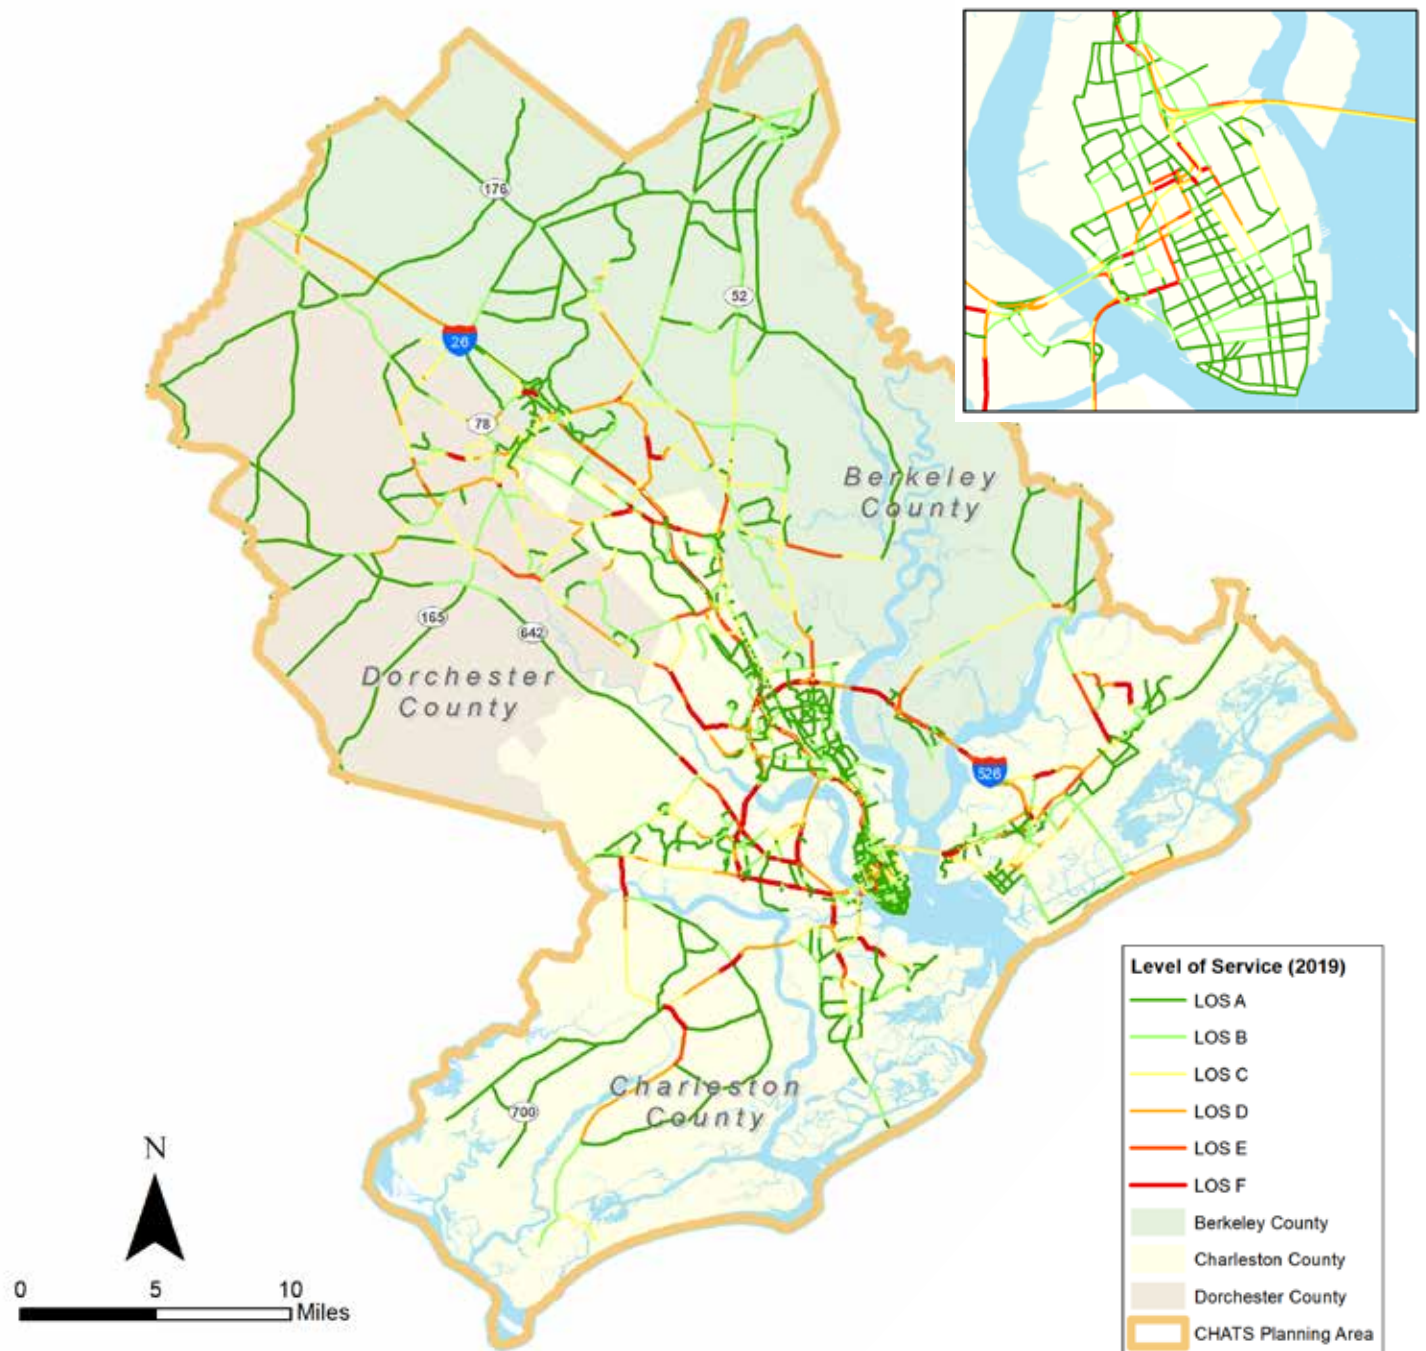 176
52
26
78
Berkeley
County
165
642
Dorchester
County
526
Charleston
County
700
N
0 5 10
Miles
Level of Service (2019)
LOS A
LOS B
LOS C
LOS D
LOS E
LOS F
Berkeley County
Charleston County
Dorchester County
CHATS Planning Area